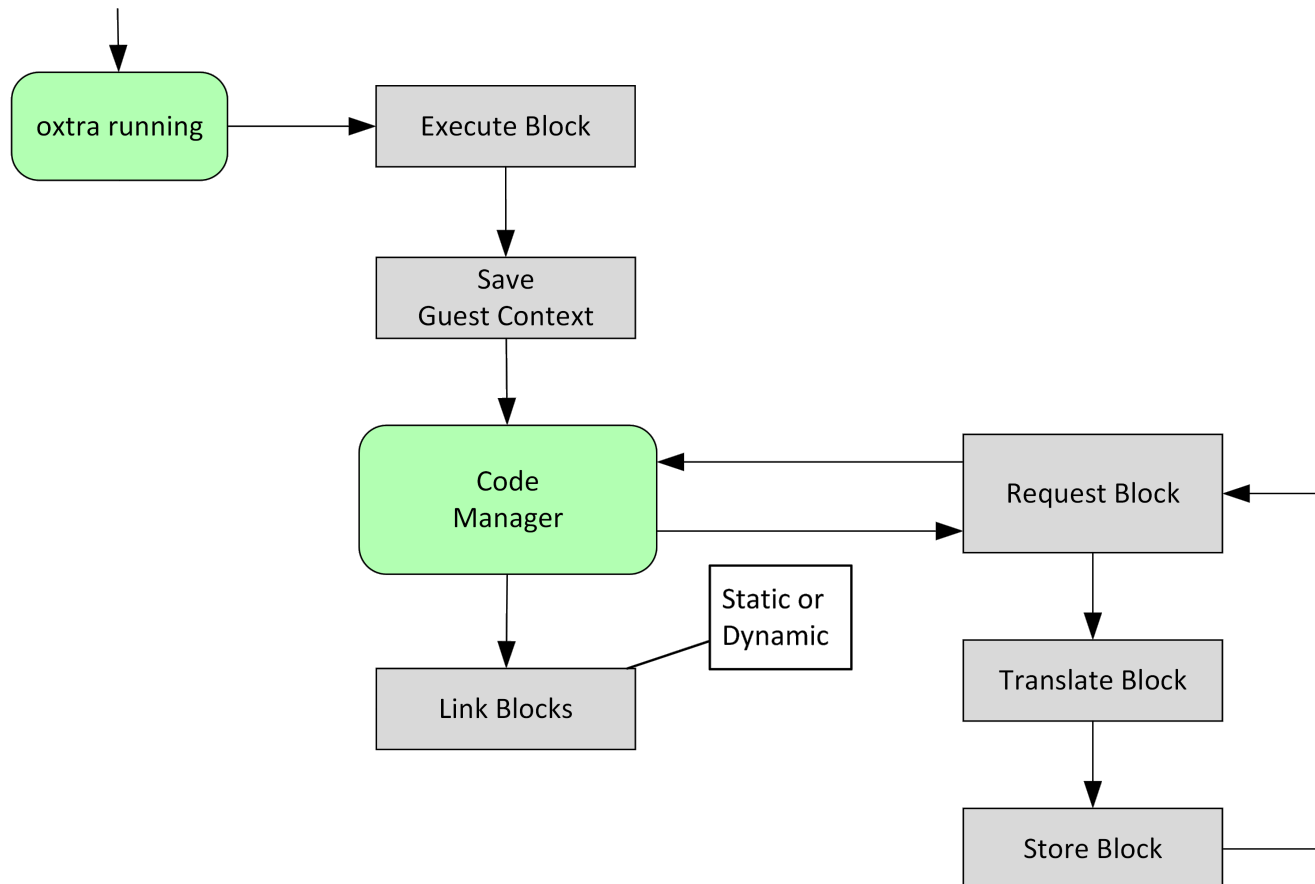 oxtra running
Execute Block
Save
Guest Context
Code
Manager
Request Block
Static or
Dynamic
Translate Block
Link Blocks
Store Block